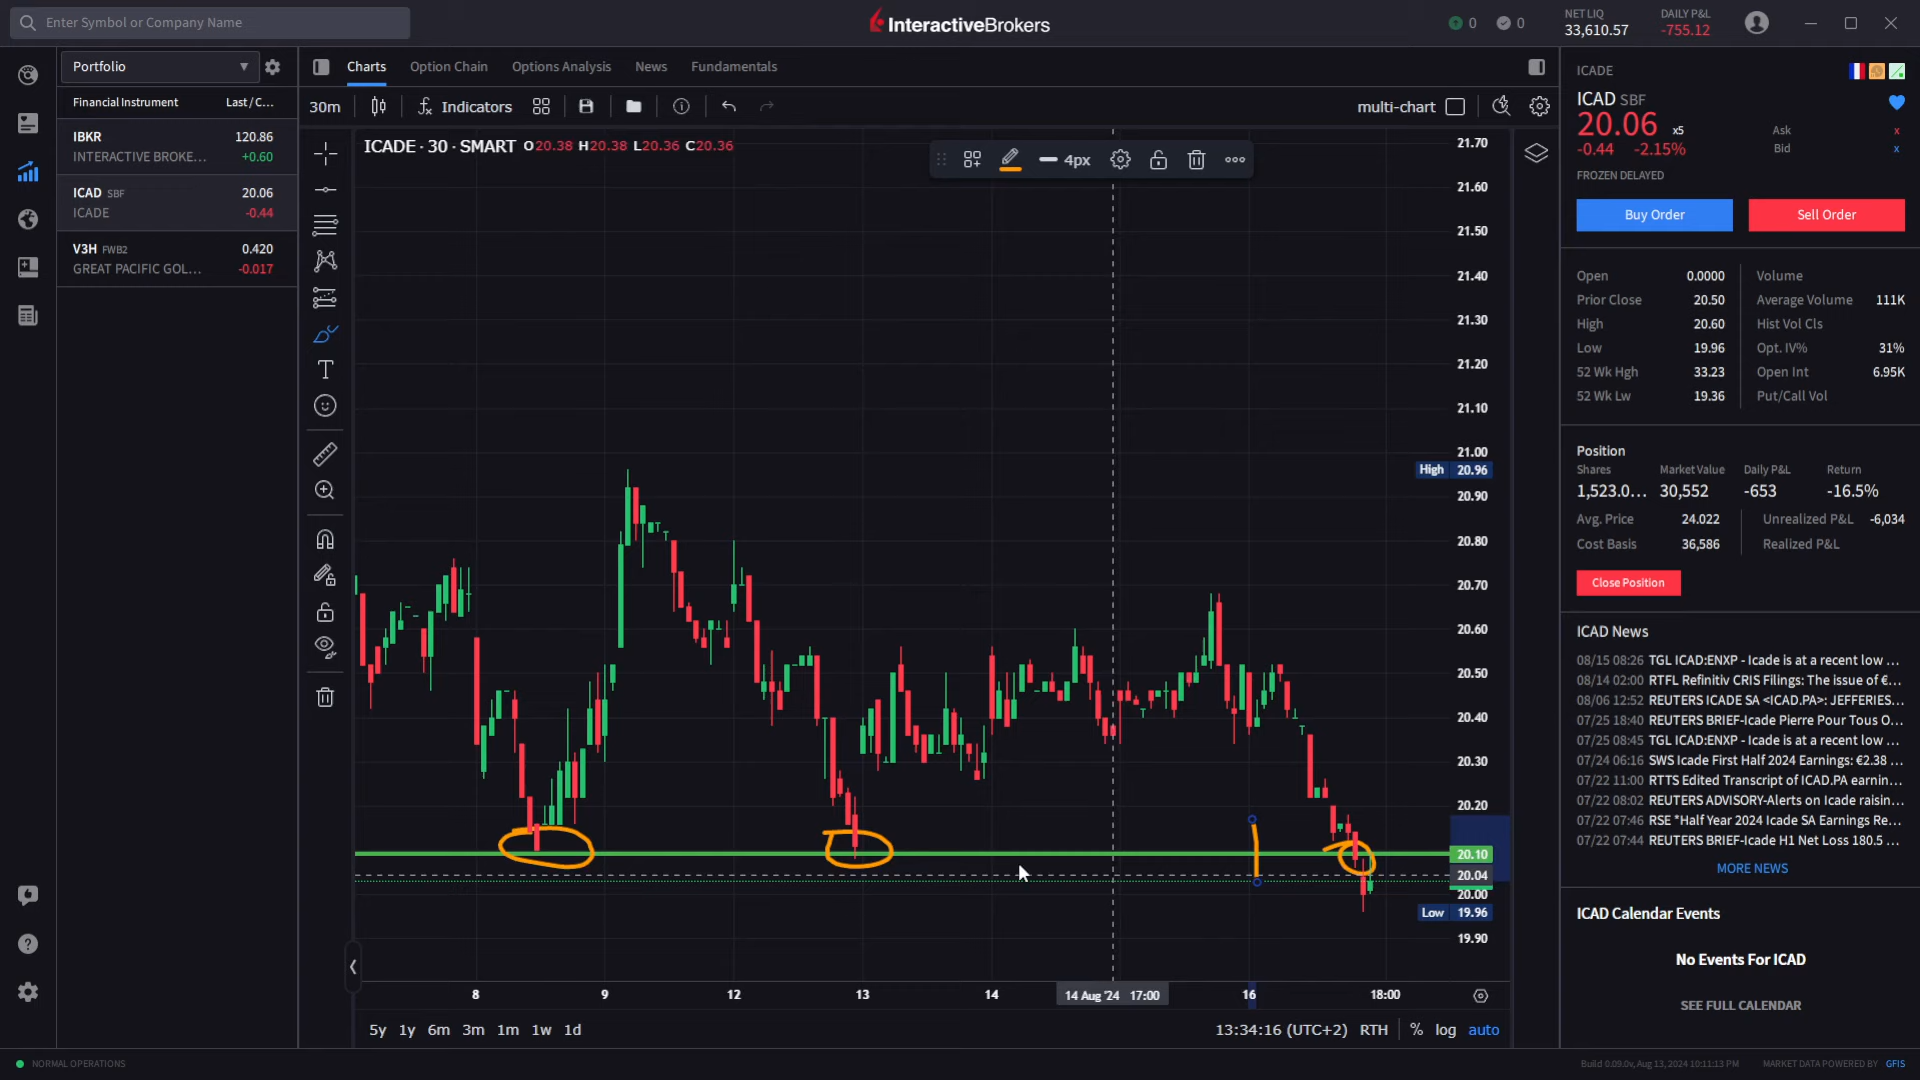 Enter Symbol or Company Name
InteractiveBrokers
0
0
NET LIQ
33,610.57
DAILY P&L
-755.12
Portfolio
Charts
Option Chain
Options Analysis
News
Fundamentals
Financial Instrument
Last / C...
IBKR
120.86
INTERACTIVE BROKE...
+0.60
ICAD SBF
20.06
ICADE
-0.44
V3H FWB2
0.420
GREAT PACIFIC GOL...
-0.017
30m
Indicators
multi-chart
ICADE · 30 · SMART O20.38 H20.38 L20.36 C20.36
4px
21.70
21.60
21.50
21.40
21.30
21.20
21.10
21.00
High 20.96
20.90
20.80
20.70
20.60
20.50
20.40
20.30
20.20
20.10
20.04
20.00
Low 19.96
19.90
8
9
12
13
14
14 Aug '24 17:00
16
18:00
5y 1y 6m 3m 1m 1w 1d
13:34:16 (UTC+2) RTH % log auto
ICADE
ICAD SBF
20.06 x5
-0.44 -2.15%
Ask x
Bid x
FROZEN DELAYED
Buy Order
Sell Order
Open 0.0000
Volume
Prior Close 20.50
Average Volume 111K
High 20.60
Hist Vol Cls
Low 19.96
Opt. IV% 31%
52 Wk Hgh 33.23
Open Int 6.95K
52 Wk Lw 19.36
Put/Call Vol
Position
Shares Market Value Daily P&L Return
1,523.0... 30,552 -653 -16.5%
Avg. Price 24.022
Unrealized P&L -6,034
Cost Basis 36,586
Realized P&L
Close Position
ICAD News
08/15 08:26 TGL ICAD:ENXP - Icade is at a recent low ...
08/14 02:00 RTFL Refinitiv CRIS Filings: The issue of €...
08/06 12:52 REUTERS ICADE SA <ICAD.PA>: JEFFERIES...
07/25 18:40 REUTERS BRIEF-Icade Pierre Pour Tous O...
07/25 08:45 TGL ICAD:ENXP - Icade is at a recent low ...
07/24 06:16 SWS Icade First Half 2024 Earnings: €2.38 ...
07/22 11:00 RTTS Edited Transcript of ICAD.PA earnin...
07/22 08:02 REUTERS ADVISORY-Alerts on Icade raisin...
07/22 07:46 RSE *Half Year 2024 Icade SA Earnings Re...
07/22 07:44 REUTERS BRIEF-Icade H1 Net Loss 180.5 ...
MORE NEWS
ICAD Calendar Events
No Events For ICAD
SEE FULL CALENDAR
NORMAL OPERATIONS
Build 0.09.0v, Aug 13, 2024 10:11:13 PM
MARKET DATA POWERED BY GFIS